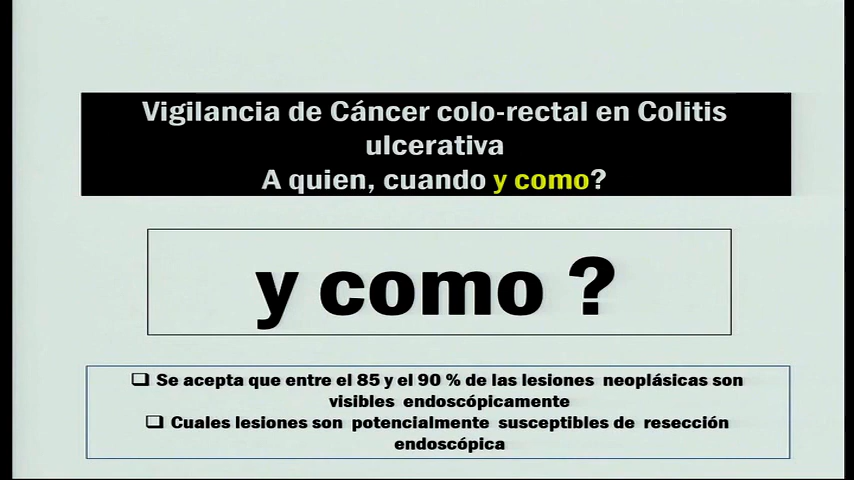 Vigilancia de Cáncer colo-rectal en Colitis
ulcerativa
A quien, cuando y como?
y como ?
❑ Se acepta que entre el 85 y el 90 % de las lesiones neoplásicas son
visibles endoscópicamente
❑ Cuales lesiones son potencialmente susceptibles de resección
endoscópica